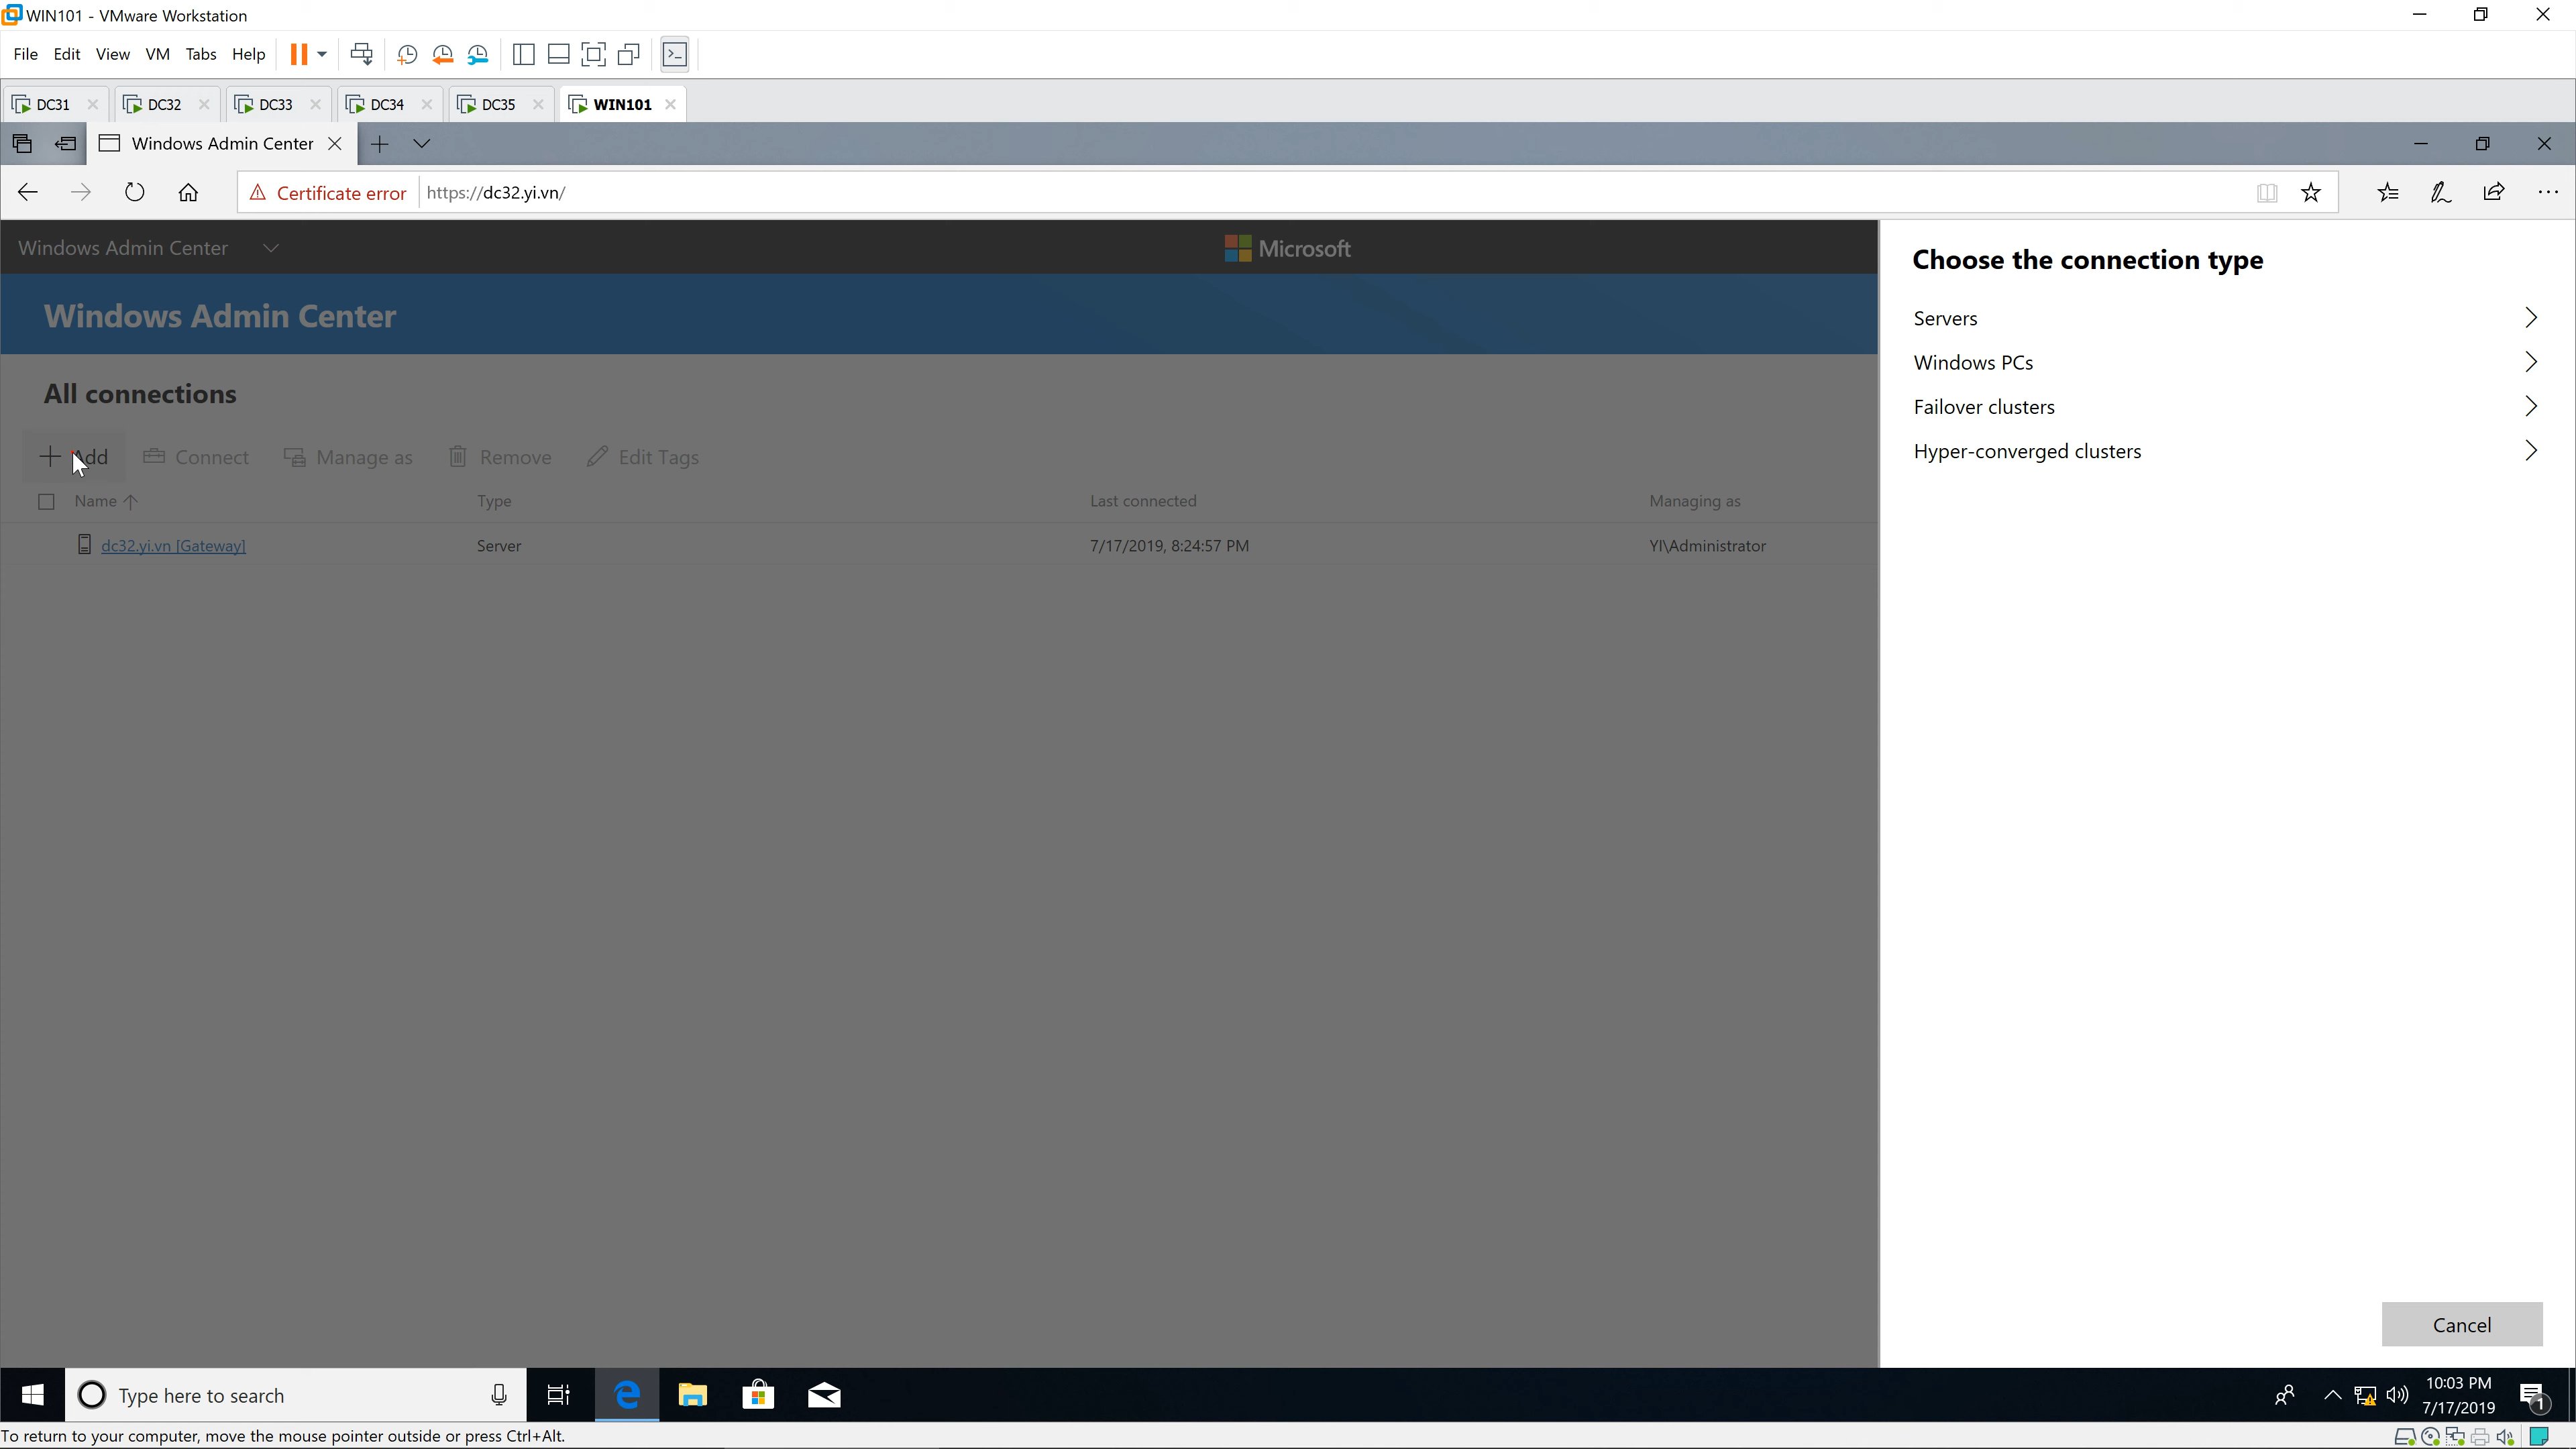 WIN101 - VMware Workstation
File Edit View VM Tabs Help
DC31 DC32 DC33 DC34 DC35 WIN101
Windows Admin Center
Certificate error https://dc32.yi.vn/
Windows Admin Center Microsoft
Windows Admin Center
All connections
Add Connect Manage as Remove Edit Tags
Name Type Last connected Managing as
dc32.yi.vn [Gateway] Server 7/17/2019, 8:24:57 PM YI\Administrator
Choose the connection type
Servers
Windows PCs
Failover clusters
Hyper-converged clusters
Cancel
Type here to search
10:03 PM
7/17/2019
1
To return to your computer, move the mouse pointer outside or press Ctrl+Alt.